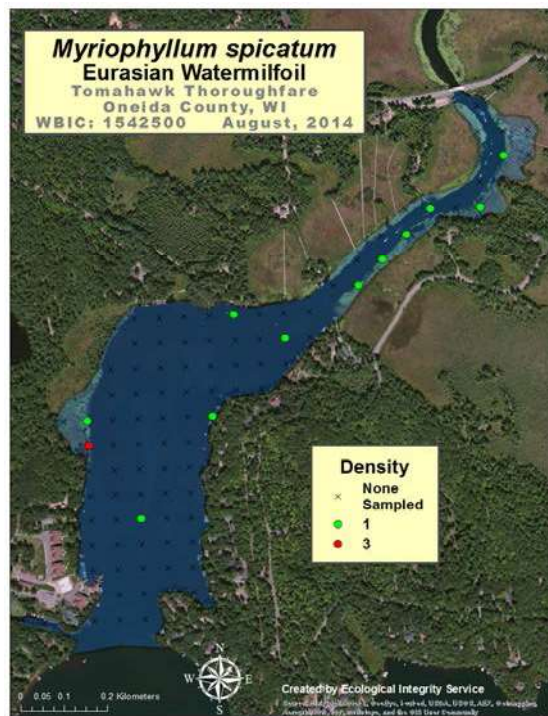 Myriophyllum spicatum
Eurasian Watermilfoil
Tomahawk Thoroughfare
Oneida County, WI
WBIC: 1542500 August, 2014
Density
None
Sampled
1
3
N
W E
S
0 0.05 0.1 0.2 Kilometers
Created by Ecological Integrity Service